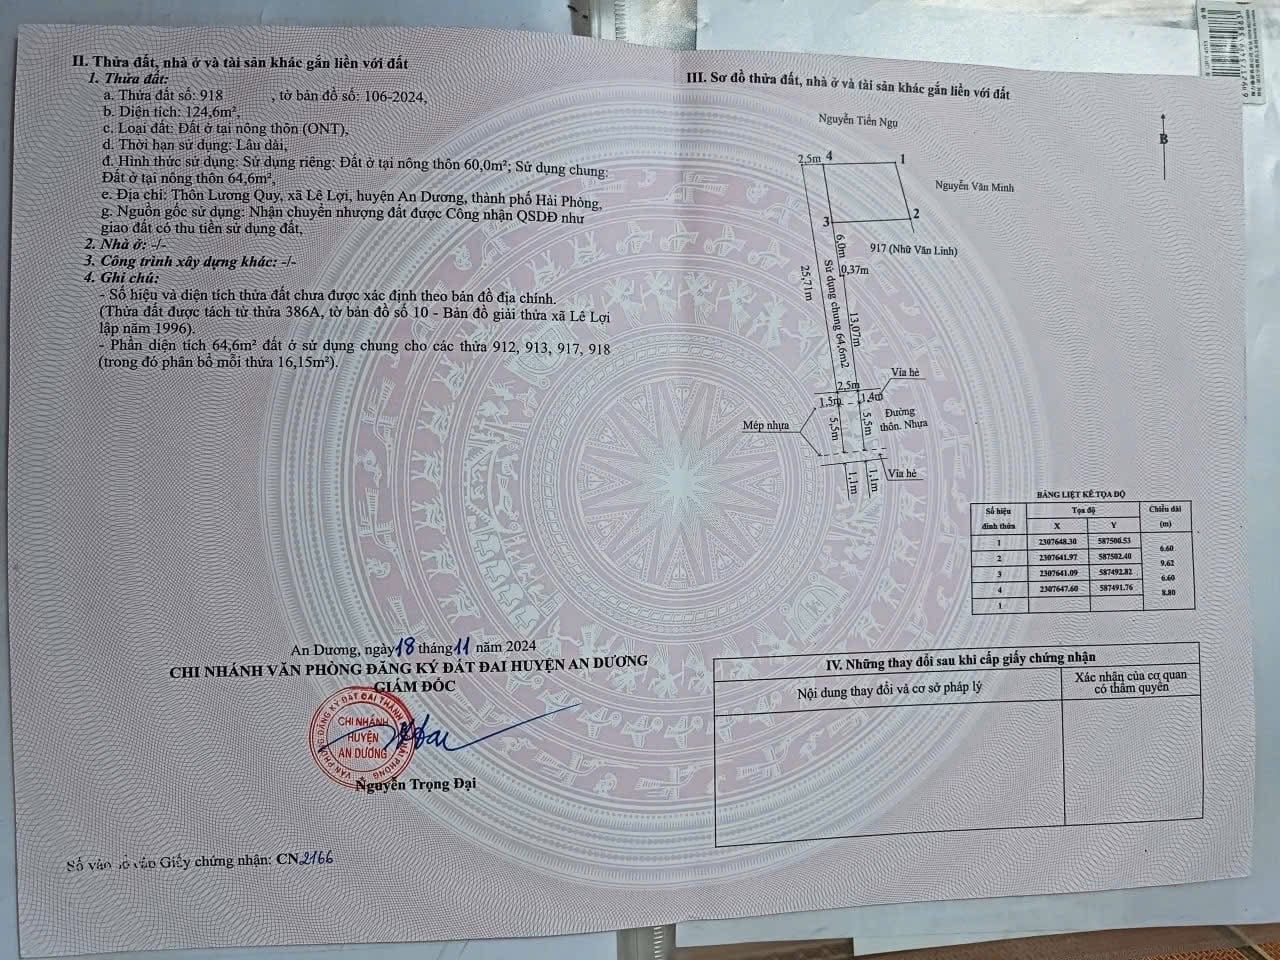 II. Thửa đất, nhà ở và tài sản khác gắn liền với đất
1. Thửa đất:
a. Thửa đất số: 918 , tờ bản đồ số: 106-2024,
b. Diện tích: 124,6m²,
c. Loại đất: Đất ở tại nông thôn (ONT),
d. Thời hạn sử dụng: Lâu dài,
đ. Hình thức sử dụng: Sử dụng riêng: Đất ở tại nông thôn 60,0m²; Sử dụng chung:
Đất ở tại nông thôn 64,6m²,
e. Địa chỉ: Thôn Lương Quy, xã Lê Lợi, huyện An Dương, thành phố Hải Phòng,
g. Nguồn gốc sử dụng: Nhận chuyển nhượng đất được Công nhận QSDĐ như
giao đất có thu tiền sử dụng đất,
2. Nhà ở: -/-
3. Công trình xây dựng khác: -/-
4. Ghi chú:
- Số hiệu và diện tích thửa đất chưa được xác định theo bản đồ địa chính.
(Thửa đất được tách từ thửa 386A, tờ bản đồ số 10 - Bản đồ giải thửa xã Lê Lợi
lập năm 1996).
- Phần diện tích 64,6m² đất ở sử dụng chung cho các thửa 912, 913, 917, 918
(trong đó phân bổ mỗi thửa 16,15m²).
An Dương, ngày 18 tháng 11 năm 2024
CHI NHÁNH VĂN PHÒNG ĐĂNG KÝ ĐẤT ĐAI HUYỆN AN DƯƠNG
GIÁM ĐỐC
CHI NHÁNH
HUYỆN
AN DƯƠNG
Nguyễn Trọng Đại
Số vào sổ cấp Giấy chứng nhận: CN2166
III. Sơ đồ thửa đất, nhà ở và tài sản khác gắn liền với đất
Nguyễn Tiến Ngụ
B
2,5m 4 1
Nguyễn Văn Minh
3 2
917 (Nhữ Văn Linh)
6,0m
0,37m
25,71m
Sử dụng chung 64,6m2
13,07m
Vỉa hè
2,5m
1,5m 1,4m
Đường
thôn. Nhựa
Mép nhựa
5,5m 5,5m
Vỉa hè
1,1m 1,1m
BẢNG LIỆT KÊ TỌA ĐỘ
Số hiệu đỉnh thửa Tọa độ Chiều dài (m)
X Y
1 2307648.30 587500.53
6.60
2 2307641.97 587502.40
9.62
3 2307641.09 587492.82
6.60
4 2307647.60 587491.76
8.80
1
IV. Những thay đổi sau khi cấp giấy chứng nhận
Nội dung thay đổi và cơ sở pháp lý
Xác nhận của cơ quan
có thẩm quyền